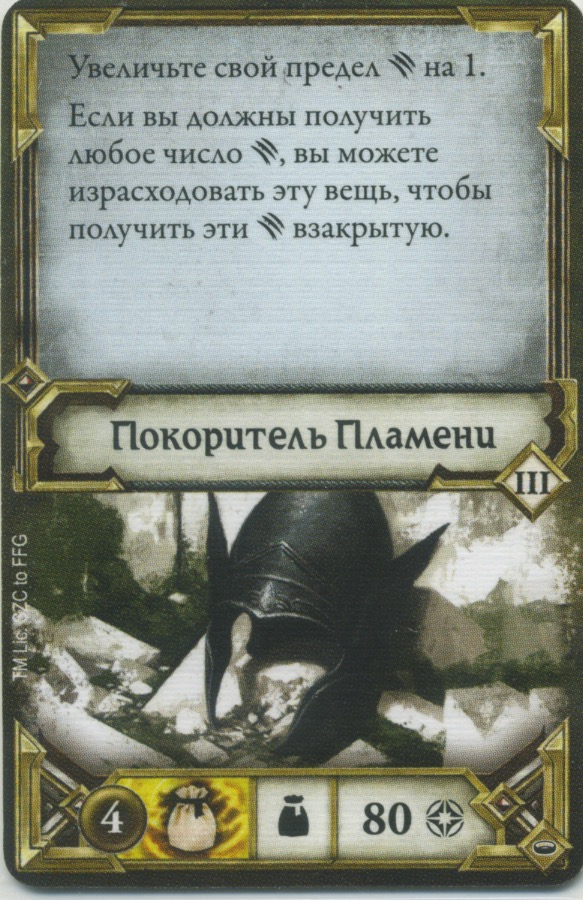 Увеличьте свой предел на 1.
Если вы должны получить
любое число , вы можете
израсходовать эту вещь, чтобы
получить эти взакрытую.
Покоритель Пламени
III
TM Lic. SZC to FFG
4
80